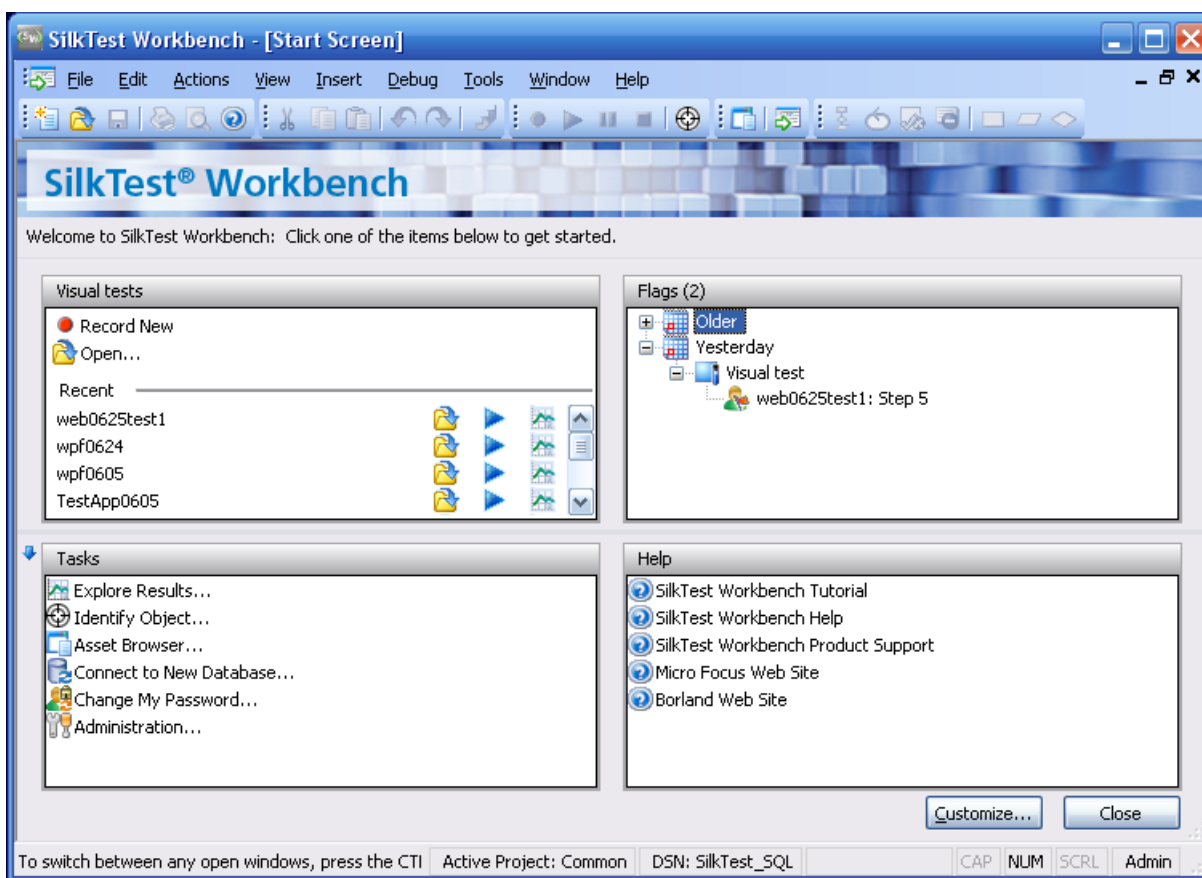 SilkTest Workbench - [Start Screen]
File Edit Actions View Insert Debug Tools Window Help
SilkTest® Workbench
Welcome to SilkTest Workbench: Click one of the items below to get started.
Visual tests
Record New
Open...
Recent
web0625test1
wpf0624
wpf0605
TestApp0605
Flags (2)
Older
Yesterday
Visual test
web0625test1: Step 5
Tasks
Explore Results...
Identify Object...
Asset Browser...
Connect to New Database...
Change My Password...
Administration...
Help
SilkTest Workbench Tutorial
SilkTest Workbench Help
SilkTest Workbench Product Support
Micro Focus Web Site
Borland Web Site
Customize... Close
To switch between any open windows, press the CTI Active Project: Common DSN: SilkTest_SQL CAP NUM SCRL Admin